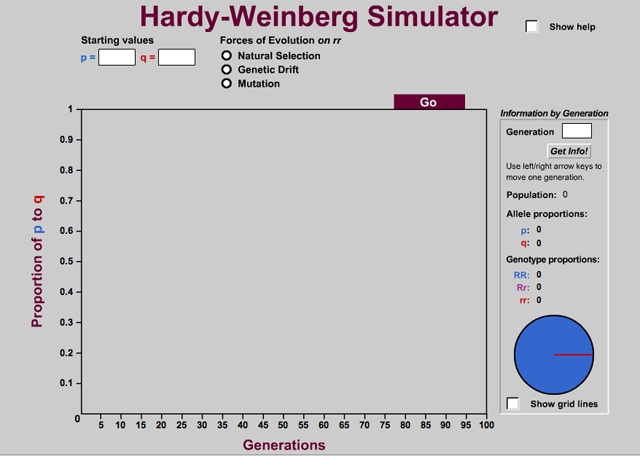 Hardy-Weinberg Simulator
Show help
Starting values
p =
q =
Forces of Evolution on rr
Natural Selection
Genetic Drift
Mutation
Go
Proportion of p to q
1
0.9
0.8
0.7
0.6
0.5
0.4
0.3
0.2
0.1
0
5 10 15 20 25 30 35 40 45 50 55 60 65 70 75 80 85 90 95 100
Generations
Information by Generation
Generation
Get Info!
Use left/right arrow keys to
move one generation.
Population: 0
Allele proportions:
p: 0
q: 0
Genotype proportions:
RR: 0
Rr: 0
rr: 0
Show grid lines